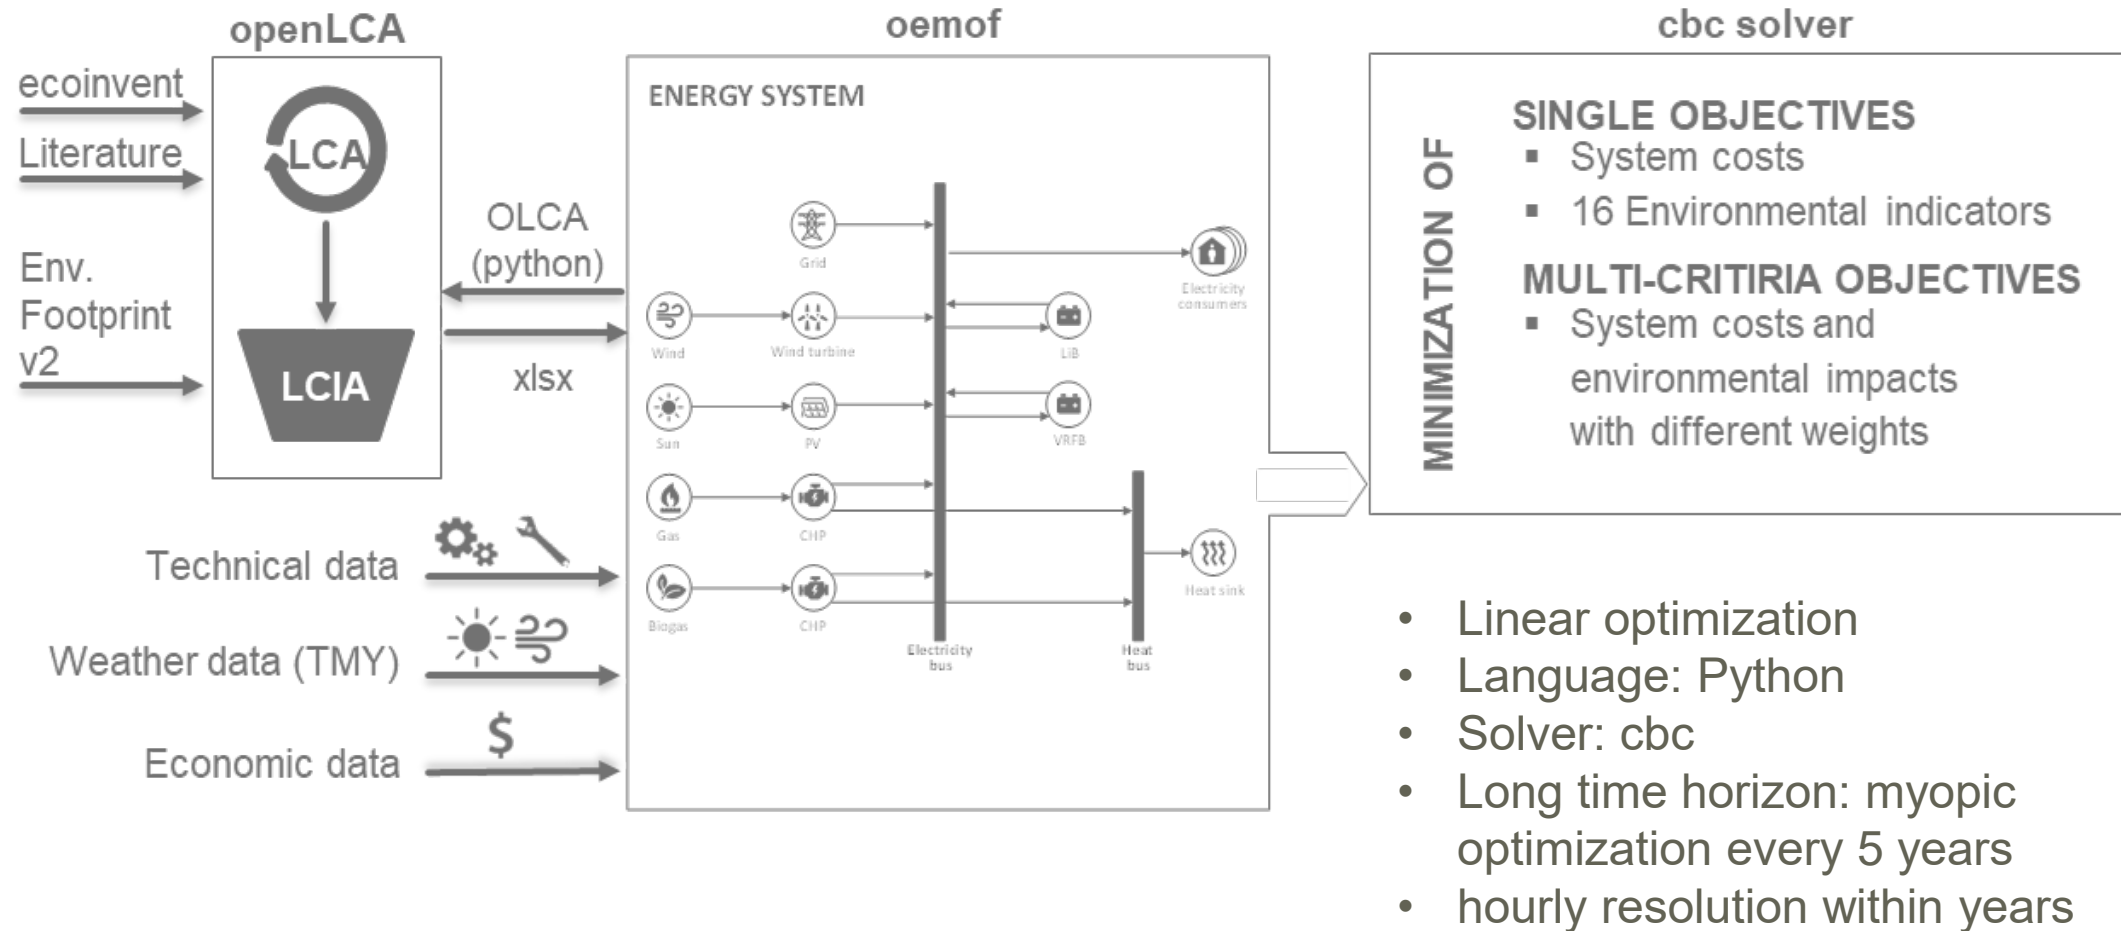 openLCA
ecoinvent
Literature
Env.
Footprint
v2
LCA
LCIA
OLCA
(python)
xlsx
Technical data
Weather data (TMY)
$
Economic data
oemof
ENERGY SYSTEM
Grid
Electricity
consumers
Wind
Wind turbine
LiB
Sun
PV
VRFB
Gas
CHP
Heat sink
Biogas
CHP
Electricity
bus
Heat
bus
cbc solver
MINIMIZATION OF
SINGLE OBJECTIVES
▪ System costs
▪ 16 Environmental indicators
MULTI-CRITIRIA OBJECTIVES
▪ System costs and
environmental impacts
with different weights
• Linear optimization
• Language: Python
• Solver: cbc
• Long time horizon: myopic
optimization every 5 years
• hourly resolution within years